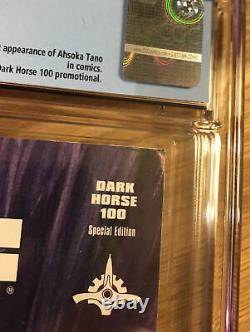 appearance of Ahsoka Tano
in comics.
Dark Horse 100 promotional.
DARK
HORSE
100
Special Edition
®